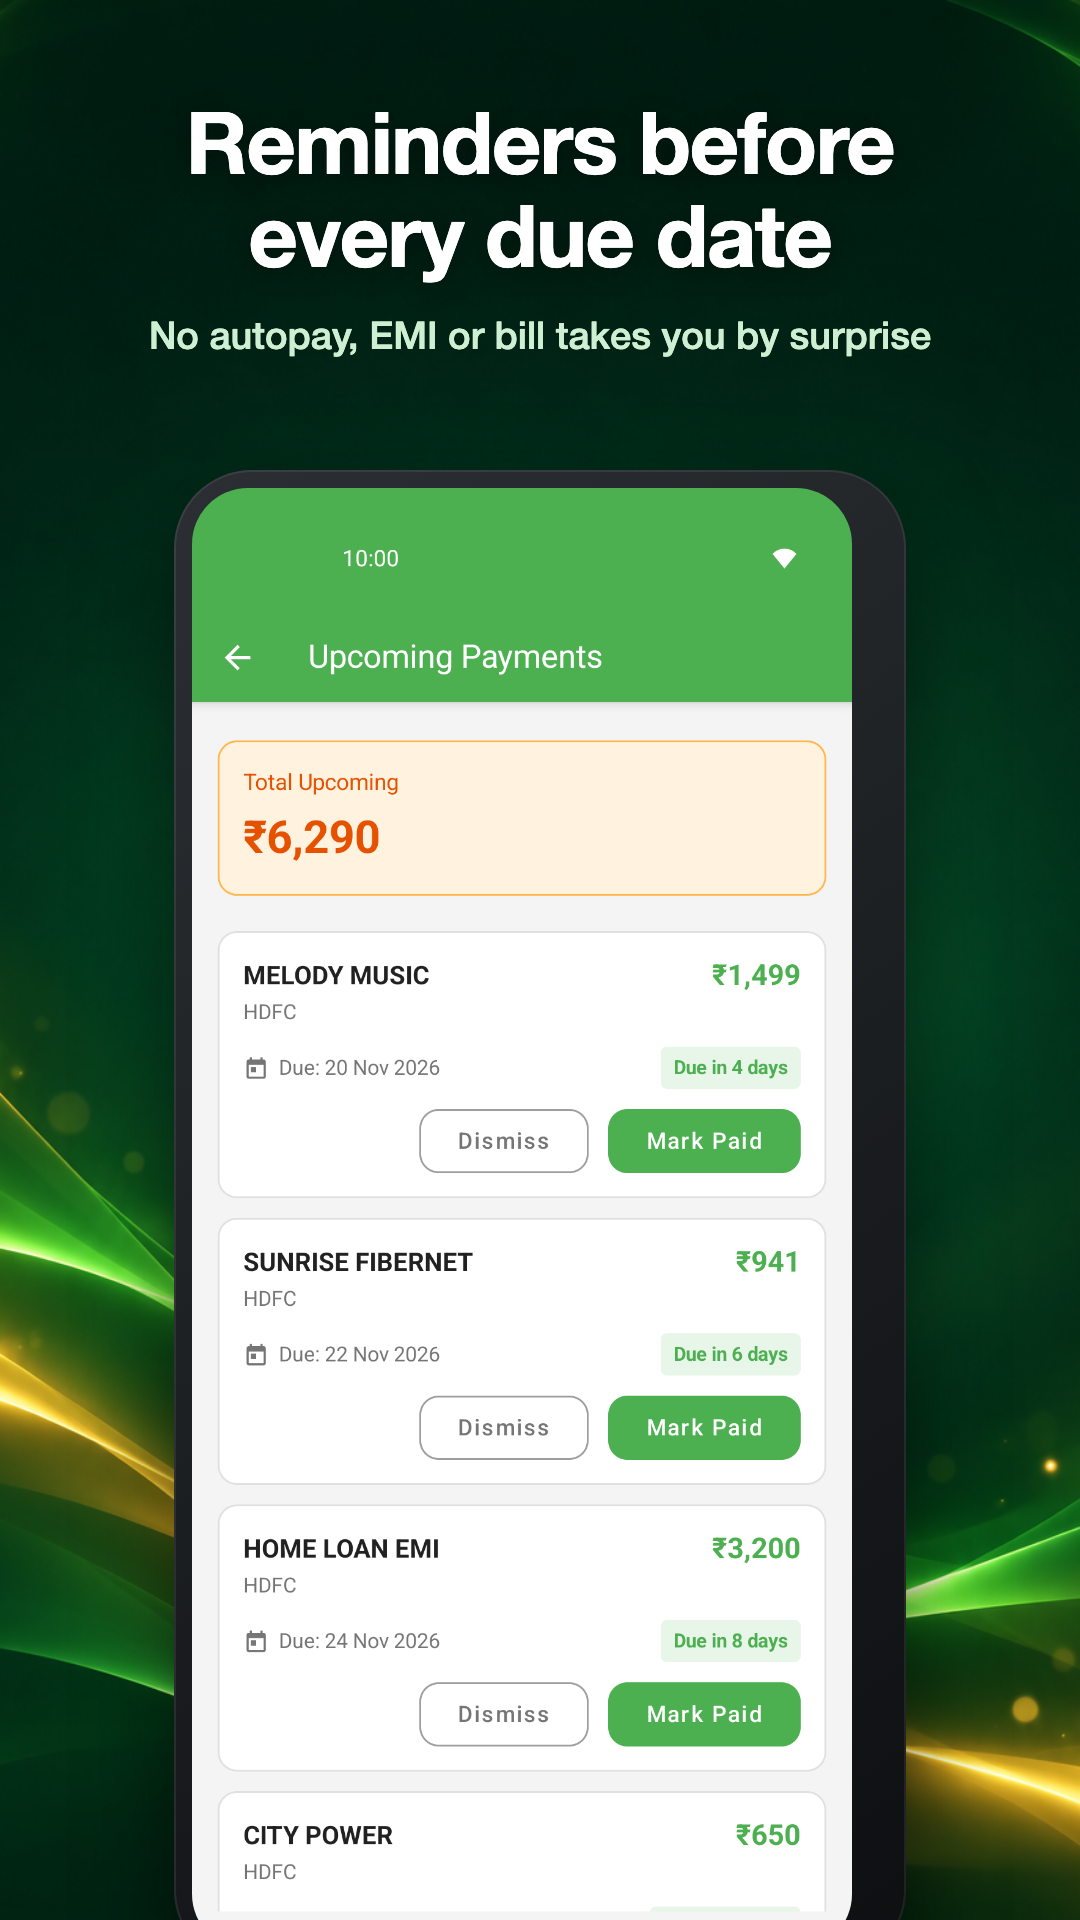 Reminders before
every due date
No autopay, EMI or bill takes you by surprise
10:00
Upcoming Payments
Total Upcoming
₹6,290
MELODY MUSIC ₹1,499
HDFC
Due: 20 Nov 2026 Due in 4 days
Dismiss Mark Paid
SUNRISE FIBERNET ₹941
HDFC
Due: 22 Nov 2026 Due in 6 days
Dismiss Mark Paid
HOME LOAN EMI ₹3,200
HDFC
Due: 24 Nov 2026 Due in 8 days
Dismiss Mark Paid
CITY POWER ₹650
HDFC